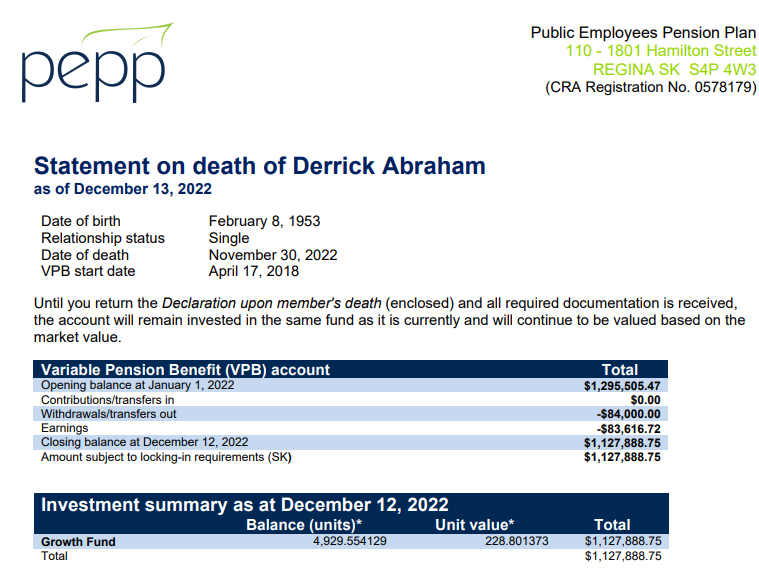 pepp
Public Employees Pension Plan
110 - 1801 Hamilton Street
REGINA SK S4P 4W3
(CRA Registration No. 0578179)
Statement on death of Derrick Abraham
as of December 13, 2022
Date of birth February 8, 1953
Relationship status Single
Date of death November 30, 2022
VPB start date April 17, 2018
Until you return the Declaration upon member's death (enclosed) and all required documentation is received,
the account will remain invested in the same fund as it is currently and will continue to be valued based on the
market value.
Variable Pension Benefit (VPB) account Total
Opening balance at January 1, 2022 $1,295,505.47
Contributions/transfers in $0.00
Withdrawals/transfers out -$84,000.00
Earnings -$83,616.72
Closing balance at December 12, 2022 $1,127,888.75
Amount subject to locking-in requirements (SK) $1,127,888.75
Investment summary as at December 12, 2022
Balance (units)* Unit value* Total
Growth Fund 4,929.554129 228.801373 $1,127,888.75
Total $1,127,888.75